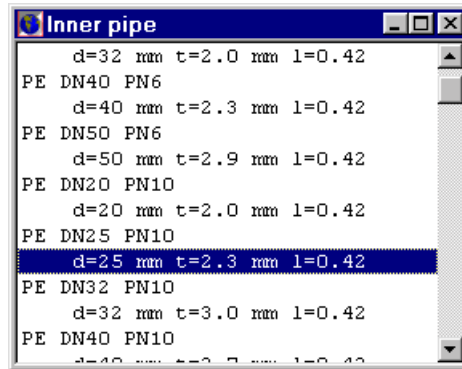 Inner pipe
d=32 mm t=2.0 mm l=0.42
PE DN40 PN6
d=40 mm t=2.3 mm l=0.42
PE DN50 PN6
d=50 mm t=2.9 mm l=0.42
PE DN20 PN10
d=20 mm t=2.0 mm l=0.42
PE DN25 PN10
d=25 mm t=2.3 mm l=0.42
PE DN32 PN10
d=32 mm t=3.0 mm l=0.42
PE DN40 PN10